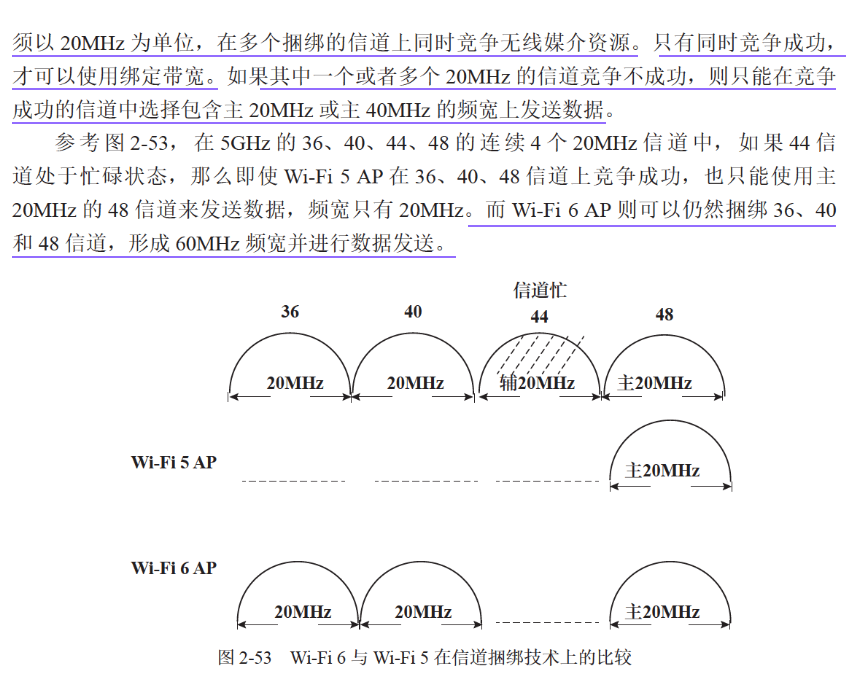 须以 20MHz 为单位，在多个捆绑的信道上同时竞争无线媒介资源。只有同时竞争成功，
才可以使用绑定带宽。如果其中一个或者多个 20MHz 的信道竞争不成功，则只能在竞争
成功的信道中选择包含主 20MHz 或主 40MHz 的频宽上发送数据。
参考图 2-53，在 5GHz 的 36、40、44、48 的连续 4 个 20MHz 信道中，如果 44 信
道处于忙碌状态，那么即使 Wi-Fi 5 AP 在 36、40、48 信道上竞争成功，也只能使用主
20MHz 的 48 信道来发送数据，频宽只有 20MHz。而 Wi-Fi 6 AP 则可以仍然捆绑 36、40
和 48 信道，形成 60MHz 频宽并进行数据发送。
信道忙
36 40 44 48
20MHz 20MHz 辅20MHz 主20MHz
Wi-Fi 5 AP 主20MHz
Wi-Fi 6 AP
20MHz 20MHz 主20MHz
图 2-53 Wi-Fi 6 与 Wi-Fi 5 在信道捆绑技术上的比较